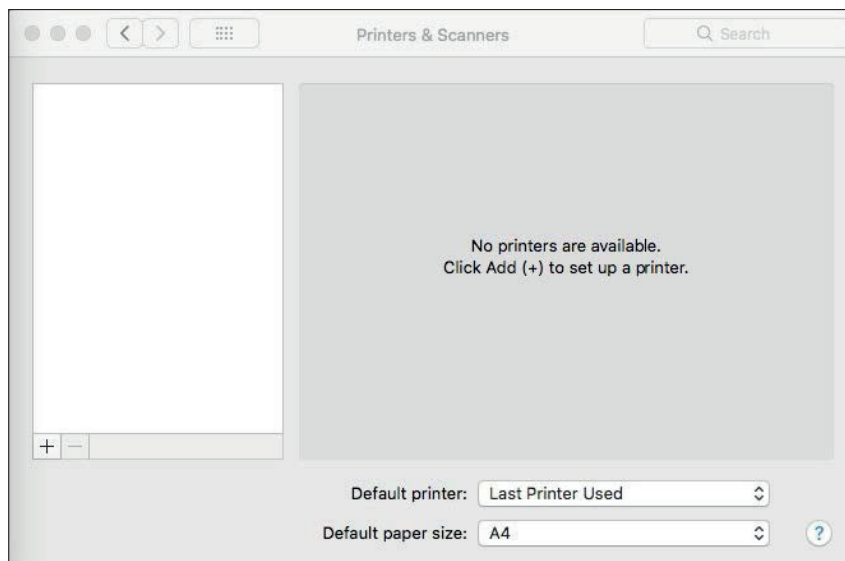 Printers & Scanners
Search
No printers are available.
Click Add (+) to set up a printer.
+ −
Default printer: Last Printer Used
Default paper size: A4
?